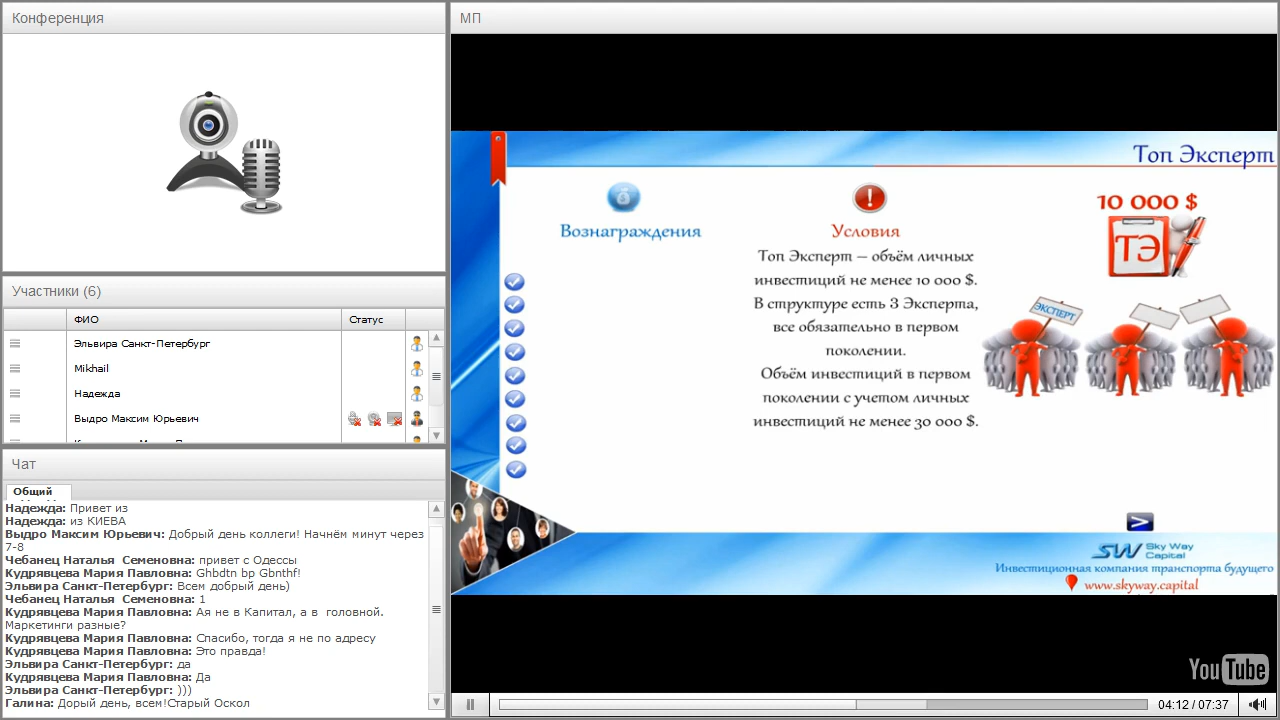 Конференция
МП
Участники (6)
ФИО
Статус
Эльвира Санкт-Петербург
Mikhail
Надежда
Выдро Максим Юрьевич
Чат
Общий
Надежда: Привет из
Надежда: из КИЕВА
Выдро Максим Юрьевич: Добрый день коллеги! Начнём минут через
7-8
Чебанец Наталья Семеновна: привет с Одессы
Кудрявцева Мария Павловна: Ghbdtn bp Gbnthf!
Эльвира Санкт-Петербург: Всем добрый день)
Чебанец Наталья Семеновна: 1
Кудрявцева Мария Павловна: Ая не в Капитал, а в головной.
Маркетинги разные?
Кудрявцева Мария Павловна: Спасибо, тогда я не по адресу
Кудрявцева Мария Павловна: Это правда!
Эльвира Санкт-Петербург: да
Кудрявцева Мария Павловна: Да
Эльвира Санкт-Петербург: )))
Галина: Дорый день, всем!Старый Оскол
Топ Эксперт
Вознаграждения
Условия
Топ Эксперт – объём личных
инвестиций не менее 10 000 $.
В структуре есть 3 Эксперта,
все обязательно в первом
поколении.
Объём инвестиций в первом
поколении с учетом личных
инвестиций не менее 30 000 $.
10 000 $
ТЭ
ЭКСПЕРТ
SW Sky Way
Capital
Инвестиционная компания транспорта будущего
www.skyway.capital
YouTube
04:12 / 07:37